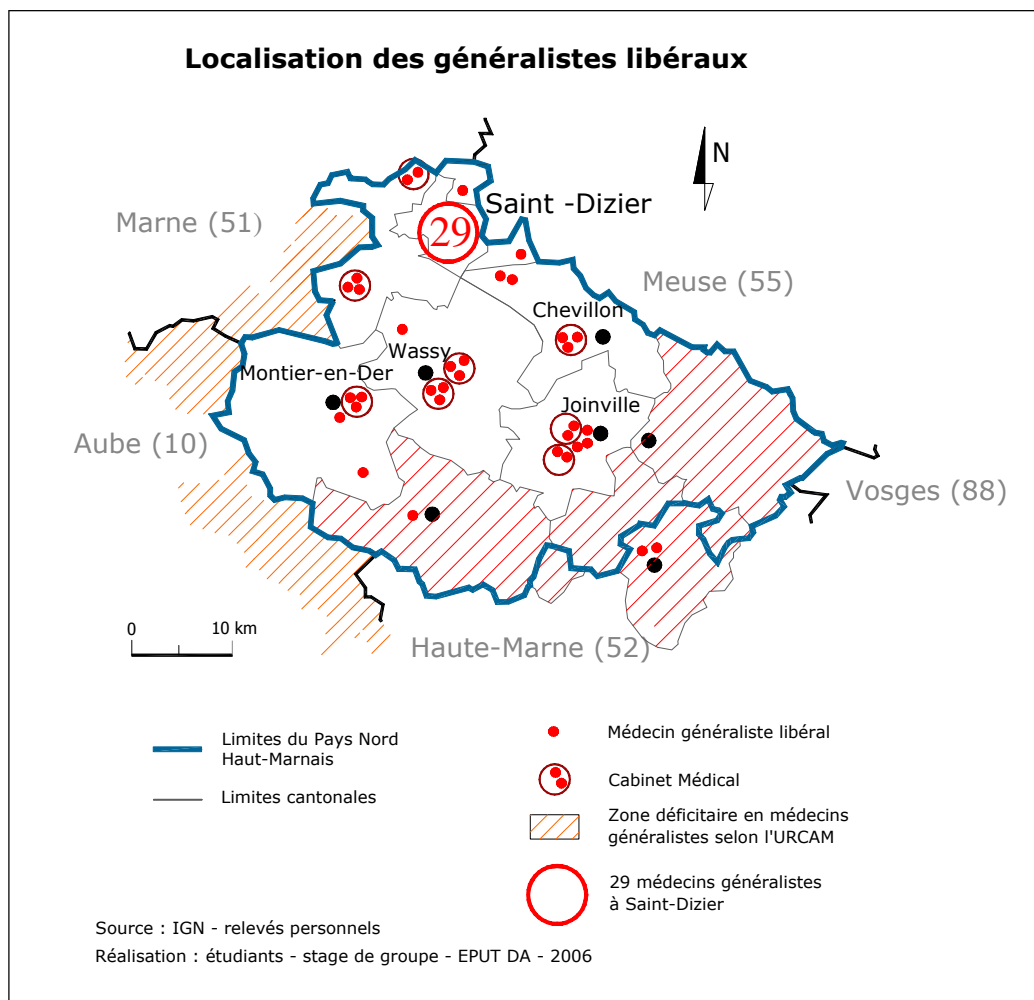 Localisation des généralistes libéraux
N
Saint -Dizier
Marne (51)
29
Meuse (55)
Chevillon
Wassy
Montier-en-Der
Joinville
Aube (10)
Vosges (88)
0 10 km
Haute-Marne (52)
Limites du Pays Nord
Haut-Marnais
Limites cantonales
Médecin généraliste libéral
Cabinet Médical
Zone déficitaire en médecins
généralistes selon l'URCAM
29 médecins généralistes
à Saint-Dizier
Source : IGN - relevés personnels
Réalisation : étudiants - stage de groupe - EPUT DA - 2006